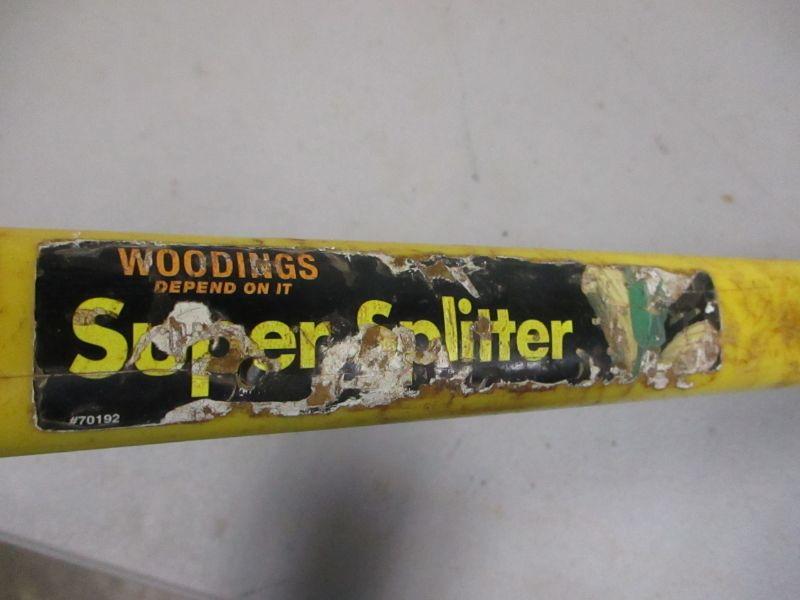 WOODINGS
DEPEND ON IT
Super Splitter
#70192